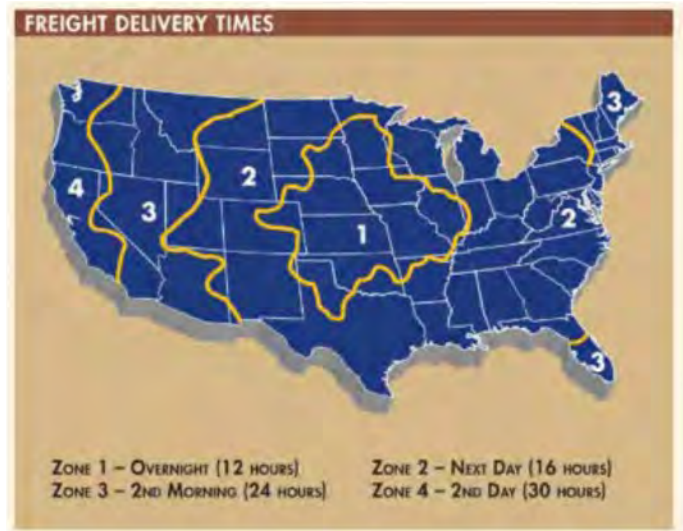 FREIGHT DELIVERY TIMES
3
4
3
2
1
2
3
ZONE 1 – OVERNIGHT (12 HOURS)
ZONE 2 – NEXT DAY (16 HOURS)
ZONE 3 – 2ND MORNING (24 HOURS)
ZONE 4 – 2ND DAY (30 HOURS)